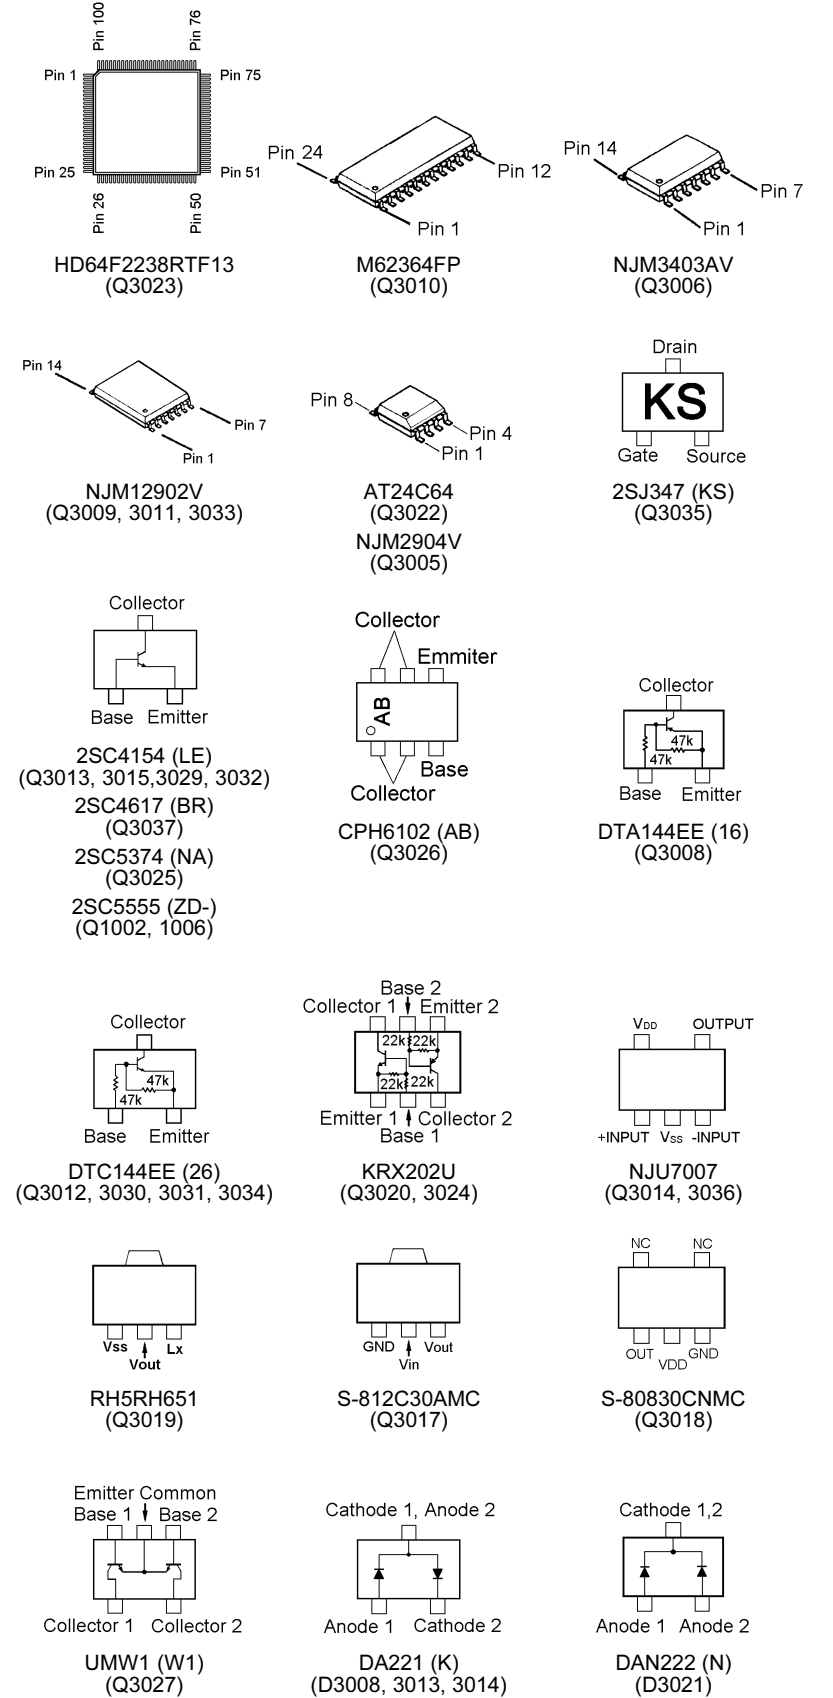 Pin 100
Pin 76
Pin 1
Pin 75
Pin 25
Pin 51
Pin 26
Pin 50
HD64F2238RTF13
(Q3023)
Pin 24
Pin 12
Pin 1
M62364FP
(Q3010)
Pin 14
Pin 7
Pin 1
NJM3403AV
(Q3006)
Pin 14
Pin 7
Pin 1
NJM12902V
(Q3009, 3011, 3033)
Pin 8
Pin 4
Pin 1
AT24C64
(Q3022)
NJM2904V
(Q3005)
Drain
KS
Gate
Source
2SJ347 (KS)
(Q3035)
Collector
Base
Emitter
2SC4154 (LE)
(Q3013, 3015,3029, 3032)
2SC4617 (BR)
(Q3037)
2SC5374 (NA)
(Q3025)
2SC5555 (ZD-)
(Q1002, 1006)
Collector
Emmiter
AB
Base
Collector
CPH6102 (AB)
(Q3026)
Collector
47k
47k
Base
Emitter
DTA144EE (16)
(Q3008)
Collector
47k
47k
Base
Emitter
DTC144EE (26)
(Q3012, 3030, 3031, 3034)
Base 2
Collector 1
Emitter 2
22k
22k
22k
22k
Emitter 1
Collector 2
Base 1
KRX202U
(Q3020, 3024)
VDD
OUTPUT
+INPUT
Vss
-INPUT
NJU7007
(Q3014, 3036)
Vss
Lx
Vout
RH5RH651
(Q3019)
GND
Vout
Vin
S-812C30AMC
(Q3017)
NC
NC
OUT
GND
VDD
S-80830CNMC
(Q3018)
Emitter Common
Base 1
Base 2
Collector 1
Collector 2
UMW1 (W1)
(Q3027)
Cathode 1, Anode 2
Anode 1
Cathode 2
DA221 (K)
(D3008, 3013, 3014)
Cathode 1,2
Anode 1
Anode 2
DAN222 (N)
(D3021)